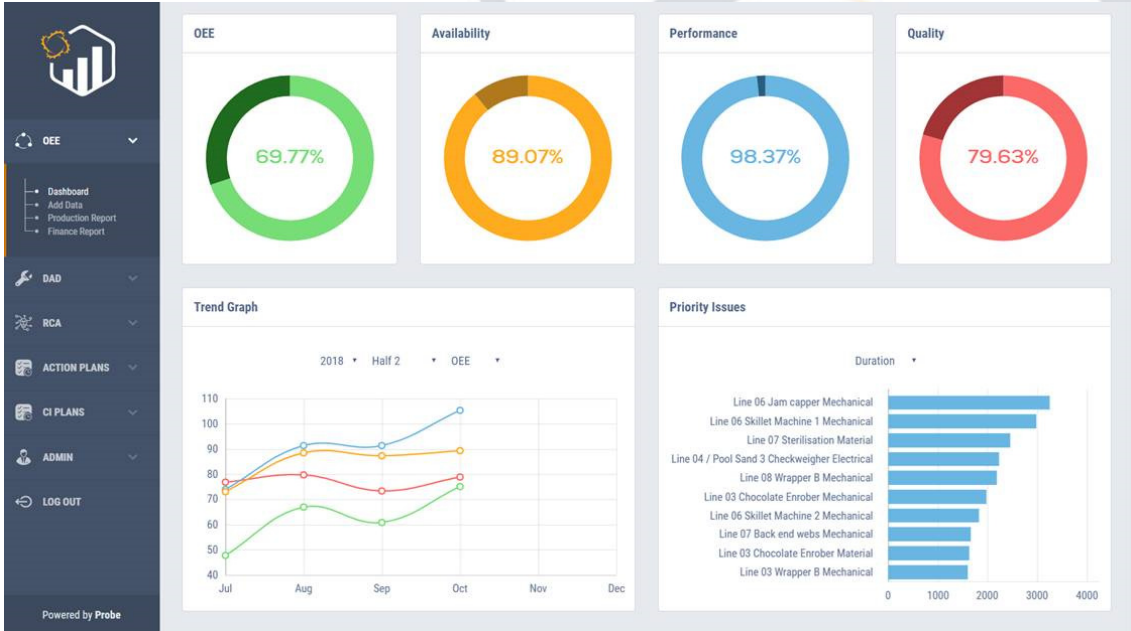 OEE
Dashboard
Add Data
Production Report
Finance Report
DAD
RCA
ACTION PLANS
CI PLANS
ADMIN
LOG OUT
Powered by Probe
OEE
69.77%
Availability
89.07%
Performance
98.37%
Quality
79.63%
Trend Graph
2018 Half 2 OEE
110
100
90
80
70
60
50
40
Jul Aug Sep Oct Nov Dec
Priority Issues
Duration
Line 06 Jam capper Mechanical
Line 06 Skillet Machine 1 Mechanical
Line 07 Sterilisation Material
Line 04 / Pool Sand 3 Checkweigher Electrical
Line 08 Wrapper B Mechanical
Line 03 Chocolate Enrober Mechanical
Line 06 Skillet Machine 2 Mechanical
Line 07 Back end webs Mechanical
Line 03 Chocolate Enrober Material
Line 03 Wrapper B Mechanical
0 1000 2000 3000 4000